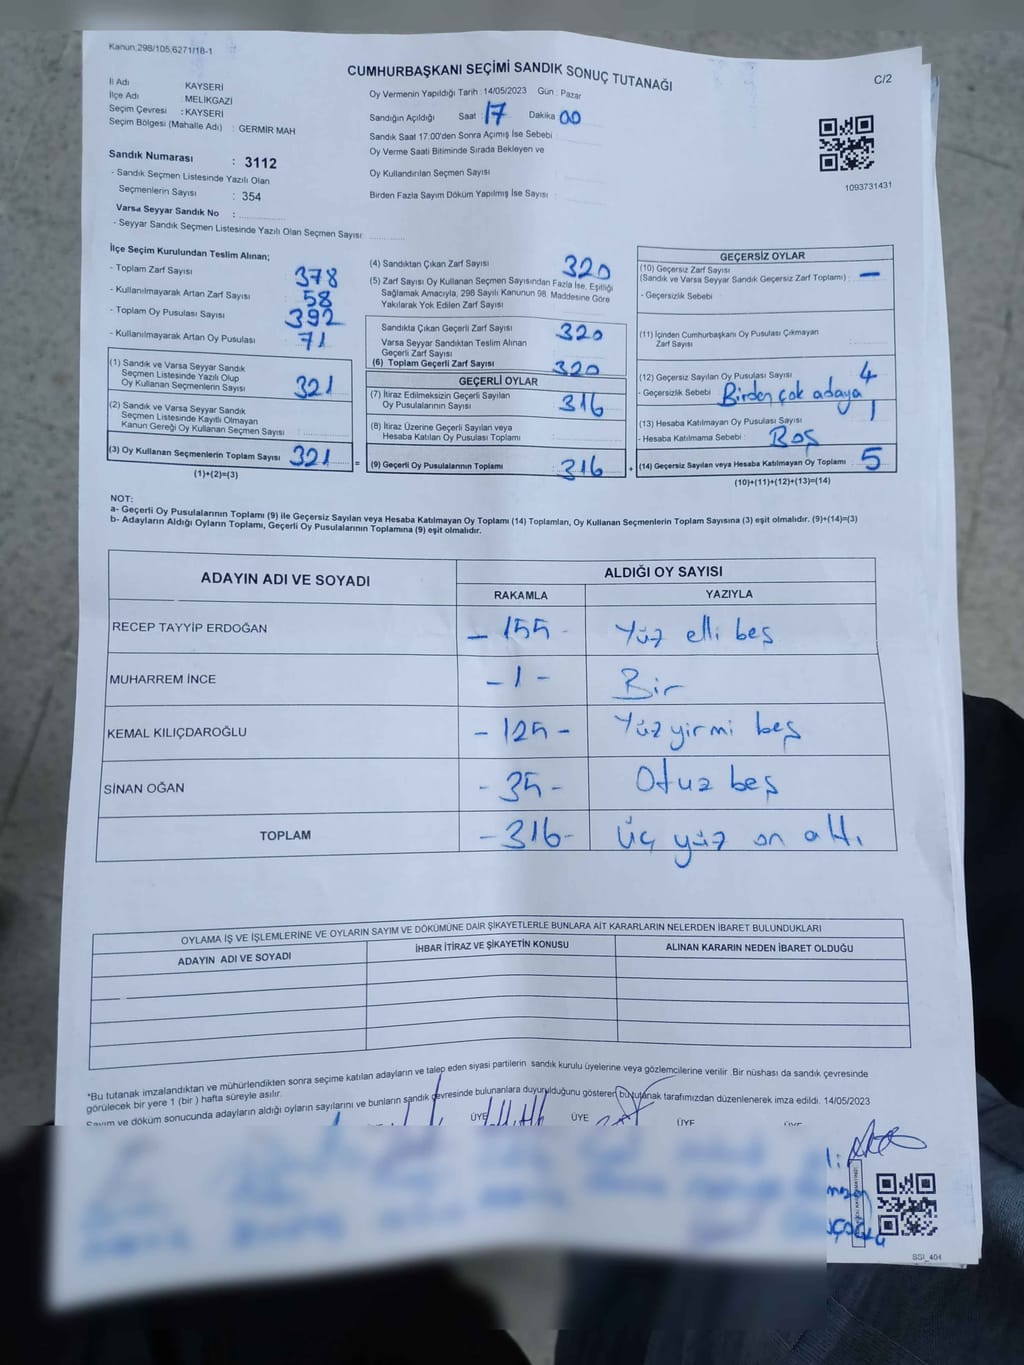 Kanun.298/105,6271/18-1
CUMHURBAŞKANI SEÇİMİ SANDIK SONUÇ TUTANAĞI
C/2
İl Adı KAYSERİ
İlçe Adı : MELİKGAZİ
Seçim Çevresi : KAYSERİ
Seçim Bölgesi (Mahalle Adı) : GERMİR MAH
Sandık Numarası : 3112
- Sandık Seçmen Listesinde Yazılı Olan
Seçmenlerin Sayısı : 354
Varsa Seyyar Sandık No :
- Seyyar Sandık Seçmen Listesinde Yazılı Olan Seçmen Sayısı:
Oy Vermenin Yapıldığı Tarih :14/05/2023 Gün : Pazar
Sandığın Açıldığı Saat 17 Dakika 00
Sandık Saat 17:00'den Sonra Açımış İse Sebebi
Oy Verme Saati Bitiminde Sırada Bekleyen ve
Oy Kullandırılan Seçmen Sayısı
Birden Fazla Sayım Döküm Yapılmış İse Sayısı
1093731431
İlçe Seçim Kurulundan Teslim Alınan;
- Toplam Zarf Sayısı 378
- Kullanılmayarak Artan Zarf Sayısı : 58
- Toplam Oy Pusulası Sayısı 392
- Kullanılmayarak Artan Oy Pusulası 71
(1) Sandık ve Varsa Seyyar Sandık
Seçmen Listesinde Yazılı Olup
Oy Kullanan Seçmenlerin Sayısı 321
(2) Sandık ve Varsa Seyyar Sandık
Seçmen Listesinde Kayıtlı Olmayan
Kanun Gereği Oy Kullanan Seçmen Sayısı :
(3) Oy Kullanan Seçmenlerin Toplam Sayısı 321 =
(1)+(2)=(3)
(4) Sandıktan Çıkan Zarf Sayısı 320
(5) Zarf Sayısı Oy Kullanan Seçmen Sayısından Fazla İse, Eşitliği
Sağlamak Amacıyla, 298 Sayılı Kanunun 98. Maddesine Göre
Yakılarak Yok Edilen Zarf Sayısı
Sandıkta Çıkan Geçerli Zarf Sayısı 320
Varsa Seyyar Sandıktan Teslim Alınan
Geçerli Zarf Sayısı
(6) Toplam Geçerli Zarf Sayısı 320
GEÇERLİ OYLAR
(7) İtiraz Edilmeksizin Geçerli Sayılan
Oy Pusulalarının Sayısı 316
(8) İtiraz Üzerine Geçerli Sayılan veya
Hesaba Katılan Oy Pusulası Toplamı
(9) Geçerli Oy Pusulalarının Toplamı 316 +
GEÇERSİZ OYLAR
(10) Geçersiz Zarf Sayısı
(Sandık ve Varsa Seyyar Sandık Geçersiz Zarf Toplamı) : —
- Geçersizlik Sebebi
(11) İçinden Cumhurbaşkanı Oy Pusulası Çıkmayan
Zarf Sayısı
(12) Geçersiz Sayılan Oy Pusulası Sayısı 4
- Geçersizlik Sebebi Birden çok adaya
(13) Hesaba Katılmayan Oy Pusulası Sayısı 1
- Hesaba Katılmama Sebebi : Boş
(14) Geçersiz Sayılan veya Hesaba Katılmayan Oy Toplamı : 5
(10)+(11)+(12)+(13)=(14)
NOT:
a- Geçerli Oy Pusulalarının Toplamı (9) ile Geçersiz Sayılan veya Hesaba Katılmayan Oy Toplamı (14) Toplamları, Oy Kullanan Seçmenlerin Toplam Sayısına (3) eşit olmalıdır. (9)+(14)=(3)
b- Adayların Aldığı Oyların Toplamı, Geçerli Oy Pusulalarının Toplamına (9) eşit olmalıdır.
ADAYIN ADI VE SOYADI ALDIĞI OY SAYISI
RAKAMLA YAZIYLA
RECEP TAYYİP ERDOĞAN - 155 - Yüz elli beş
MUHARREM İNCE - 1 - Bir
KEMAL KILIÇDAROĞLU - 125 - Yüz yirmi beş
SİNAN OĞAN - 35 - Otuz beş
TOPLAM - 316 - Üç yüz on altı
OYLAMA İŞ VE İŞLEMLERİNE VE OYLARIN SAYIM VE DÖKÜMÜNE DAİR ŞİKAYETLERLE BUNLARA AİT KARARLARIN NELERDEN İBARET BULUNDUKLARI
ADAYIN ADI VE SOYADI İHBAR İTİRAZ VE ŞİKAYETİN KONUSU ALINAN KARARIN NEDEN İBARET OLDUĞU
*Bu tutanak imzalandıktan ve mühürlendikten sonra seçime katılan adayların ve talep eden siyasi partilerin sandık kurulu üyelerine veya gözlemcilerine verilir .Bir nüshası da sandık çevresinde
görülecek bir yere 1 (bir ) hafta süreyle asılır.
Sayım ve döküm sonucunda adayların aldığı oyların sayılarını ve bunların sandık çevresinde bulunanlara duyurulduğunu gösteren bu tutanak tarafımızdan düzenlenerek imza edildi. 14/05/2023
ÜYE ÜYE ÜYE
SSI_404